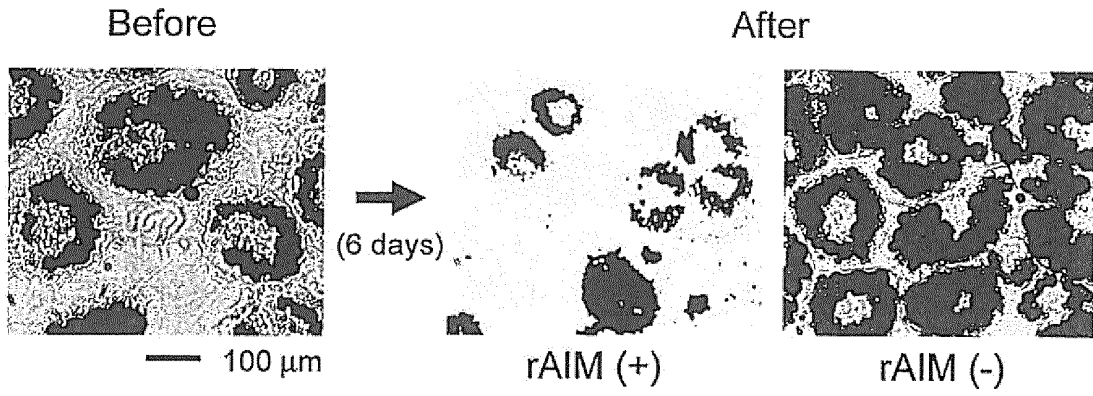 Before
After
(6 days)
100 μm
rAIM (+)
rAIM (-)